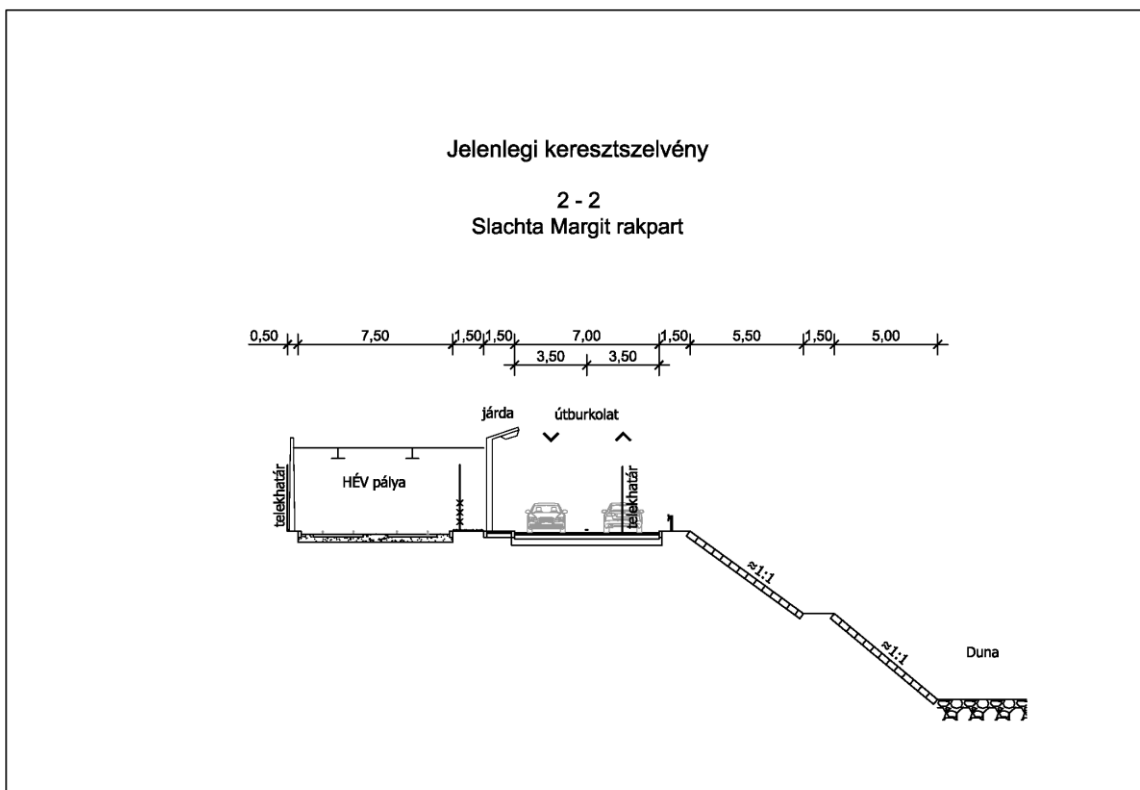 Jelenlegi keresztszelvény
2 - 2
Slachta Margit rakpart
0,50 7,50 1,50 1,50 7,00 1,50 5,50 1,50 5,00
3,50 3,50
járda útburkolat
telekhatár
HÉV pálya
telekhatár
≈1:1
≈1:1
Duna